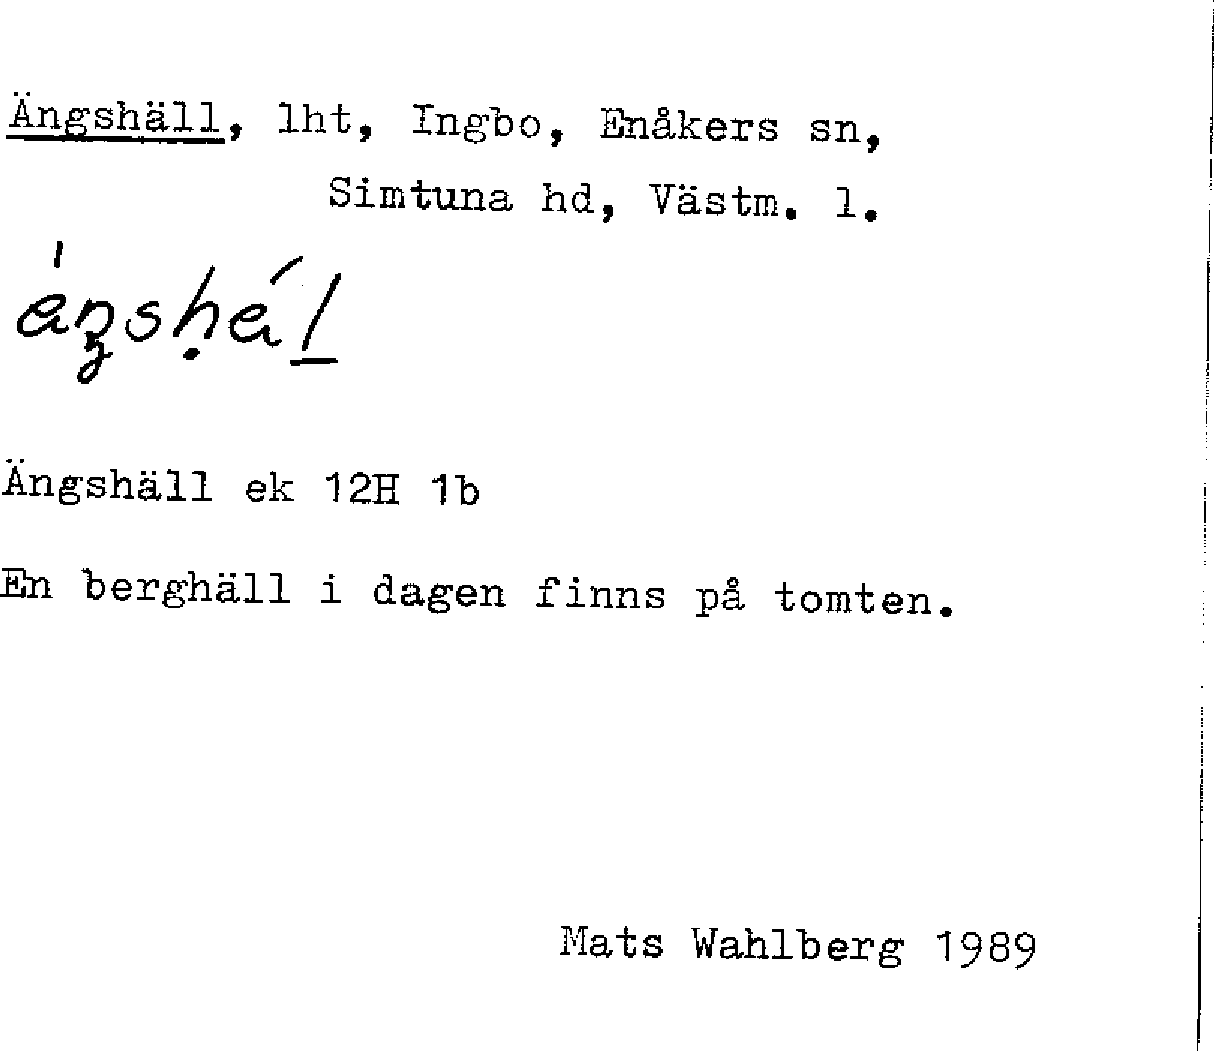 Ängshäll, lht, Ingbo, Enåkers sn,
Simtuna hd, Västm. l.
Ängshäll ek 12H 1b
En berghäll i dagen finns på tomten.
Mats Wahlberg 1989